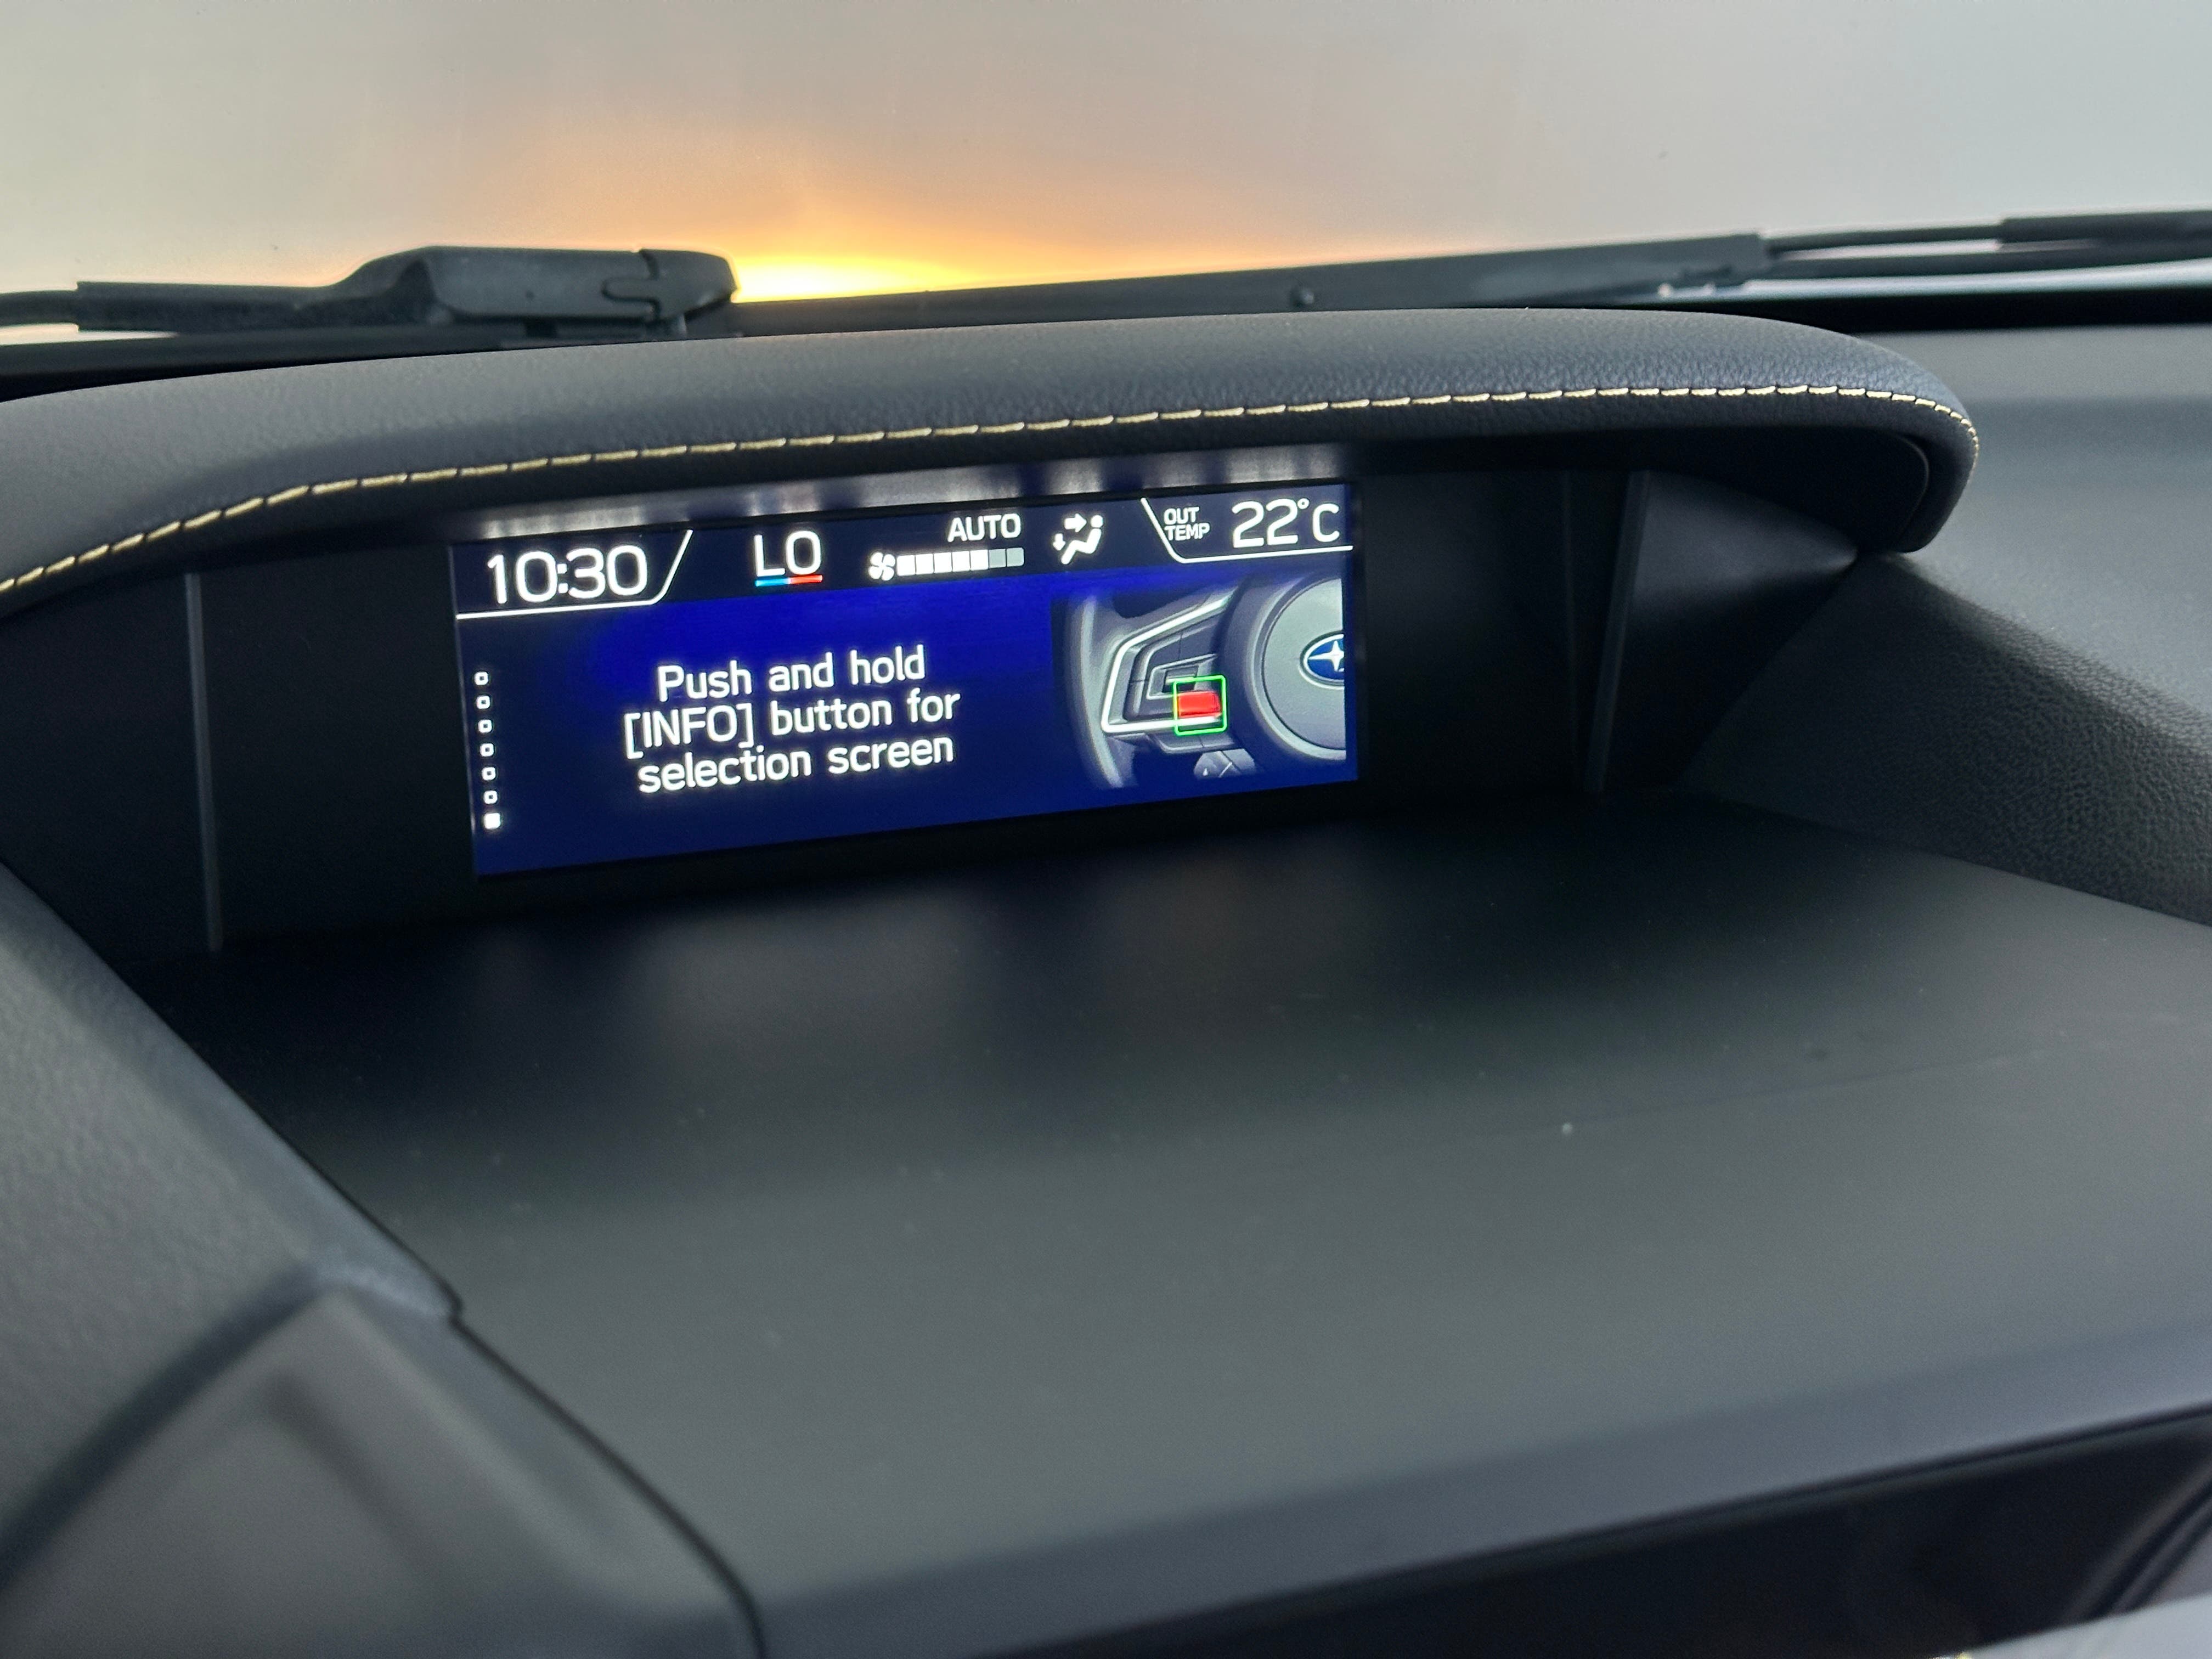 10:30
LO
AUTO
OUT
TEMP
22°C
Push and hold
[INFO] button for
selection screen